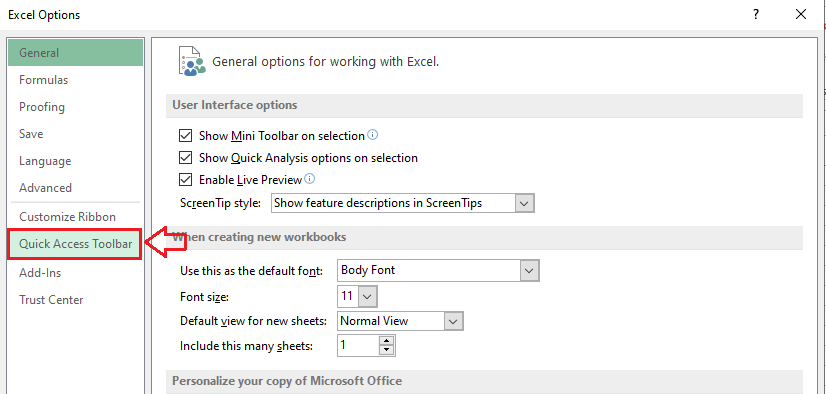 Excel Options
?
General
Formulas
Proofing
Save
Language
Advanced
Customize Ribbon
Quick Access Toolbar
Add-Ins
Trust Center
General options for working with Excel.
User Interface options
Show Mini Toolbar on selection
Show Quick Analysis options on selection
Enable Live Preview
ScreenTip style: Show feature descriptions in ScreenTips
When creating new workbooks
Use this as the default font: Body Font
Font size: 11
Default view for new sheets: Normal View
Include this many sheets: 1
Personalize your copy of Microsoft Office